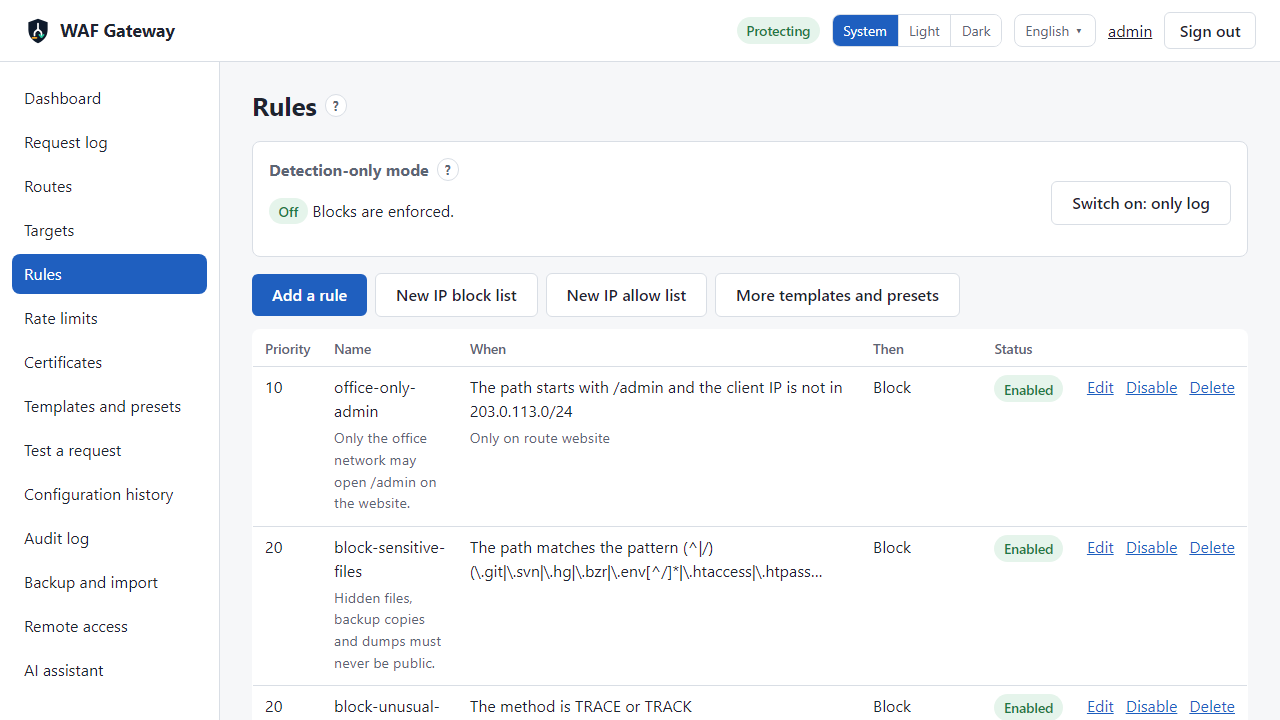 WAF Gateway
Protecting
System Light Dark
English ▾
admin
Sign out
Dashboard
Request log
Routes
Targets
Rules
Rate limits
Certificates
Templates and presets
Test a request
Configuration history
Audit log
Backup and import
Remote access
AI assistant
Rules ?
Detection-only mode ?
Off Blocks are enforced.
Switch on: only log
Add a rule
New IP block list
New IP allow list
More templates and presets
Priority Name When Then Status
10 office-only- The path starts with /admin and the client IP is not in Block Enabled Edit Disable Delete
admin 203.0.113.0/24
Only the office Only on route website
network may
open /admin on
the website.
20 block-sensitive- The path matches the pattern (^|/) Block Enabled Edit Disable Delete
files (\.git|\.svn|\.hg|\.bzr|\.env[^/]*|\.htaccess|\.htpass…
Hidden files,
backup copies
and dumps must
never be public.
20 block-unusual- The method is TRACE or TRACK Block Enabled Edit Disable Delete